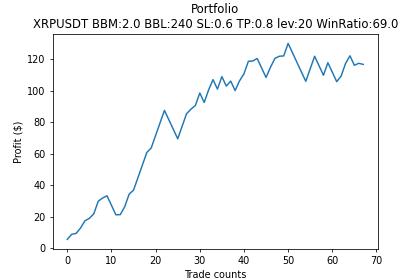 Portfolio
XRPUSDT BBM:2.0 BBL:240 SL:0.6 TP:0.8 lev:20 WinRatio:69.0
120
100
80
60
40
20
0
Profit ($)
0 10 20 30 40 50 60 70
Trade counts